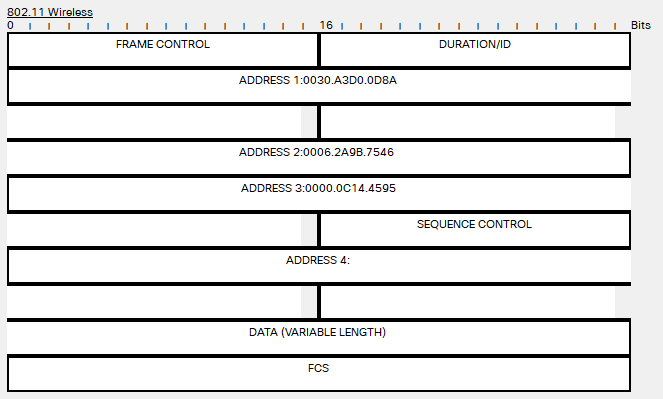 802.11 Wireless
0 16 Bits
FRAME CONTROL DURATION/ID
ADDRESS 1:0030.A3D0.0D8A
ADDRESS 2:0006.2A9B.7546
ADDRESS 3:0000.0C14.4595
SEQUENCE CONTROL
ADDRESS 4:
DATA (VARIABLE LENGTH)
FCS